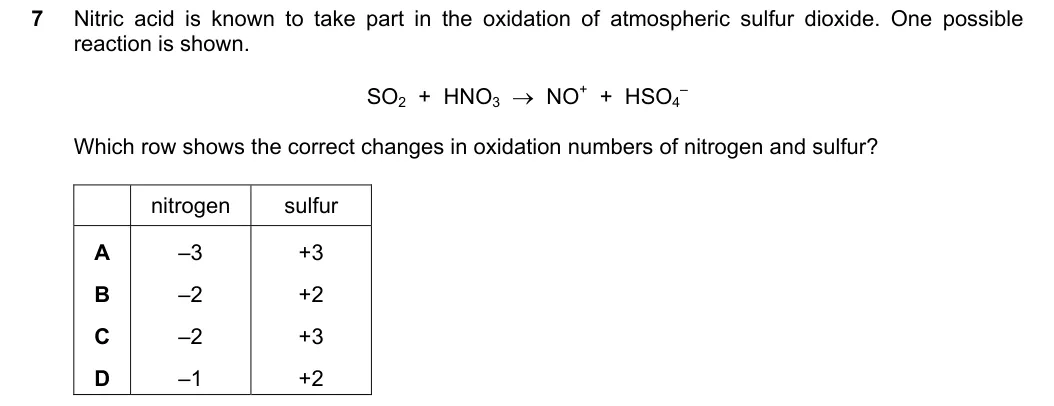 7 Nitric acid is known to take part in the oxidation of atmospheric sulfur dioxide. One possible
reaction is shown.
SO₂ + HNO₃ → NO⁺ + HSO₄⁻
Which row shows the correct changes in oxidation numbers of nitrogen and sulfur?
nitrogen sulfur
A –3 +3
B –2 +2
C –2 +3
D –1 +2